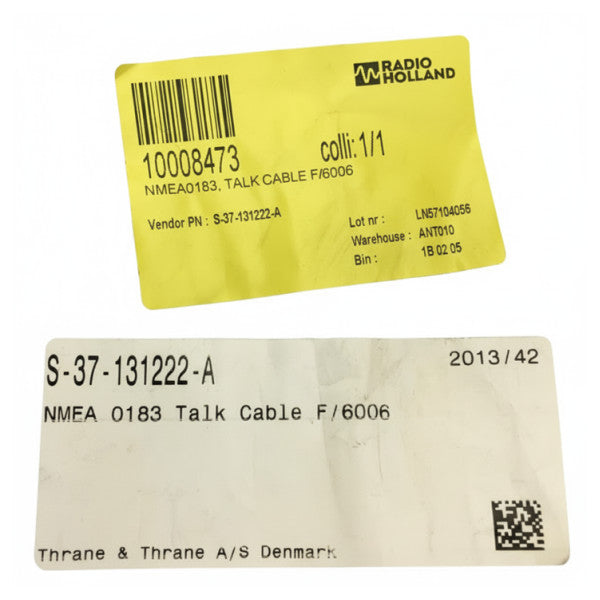 RADIO
HOLLAND
10008473 colli: 1/1
NMEA0183, TALK CABLE F/6006
Vendor PN : S-37-131222-A
Lot nr : LN57104056
Warehouse : ANT010
Bin : 1B 02 05
S-37-131222-A 2013/42
NMEA 0183 Talk Cable F/6006
Thrane & Thrane A/S Denmark